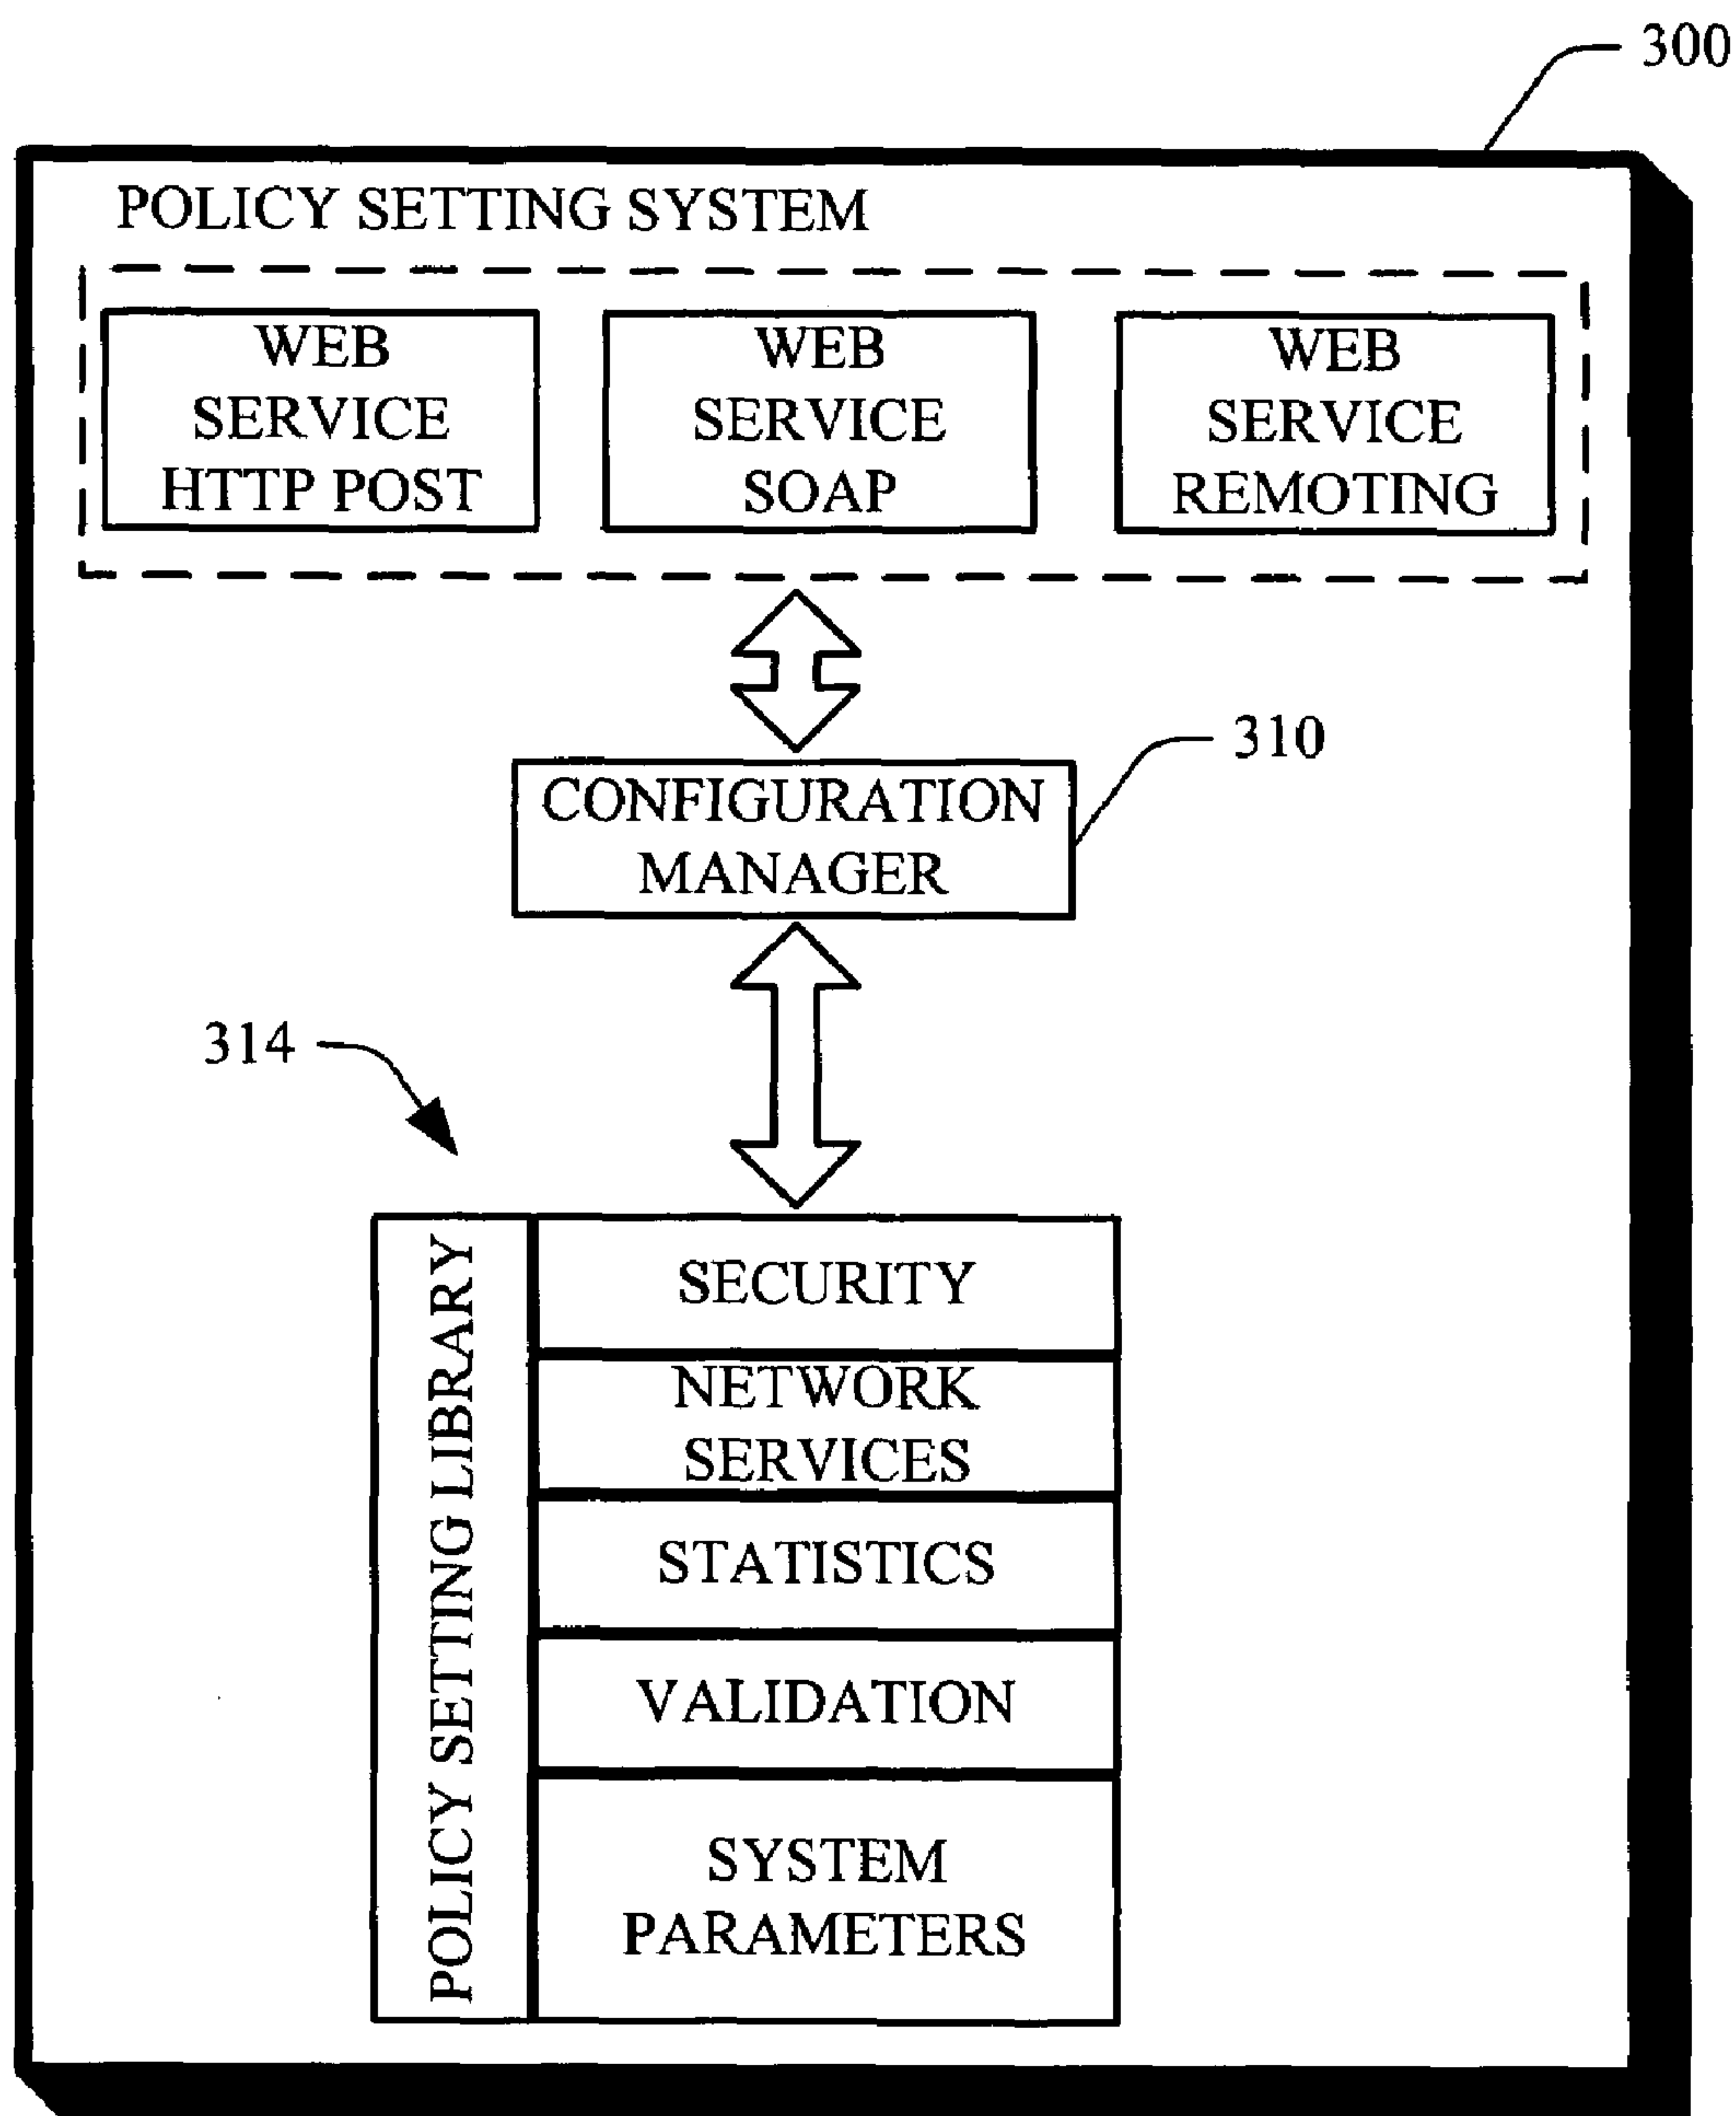 300
POLICY SETTING SYSTEM
WEB
SERVICE
HTTP POST
WEB
SERVICE
SOAP
WEB
SERVICE
REMOTING
310
CONFIGURATION
MANAGER
314
POLICY SETTING LIBRARY
SECURITY
NETWORK
SERVICES
STATISTICS
VALIDATION
SYSTEM
PARAMETERS